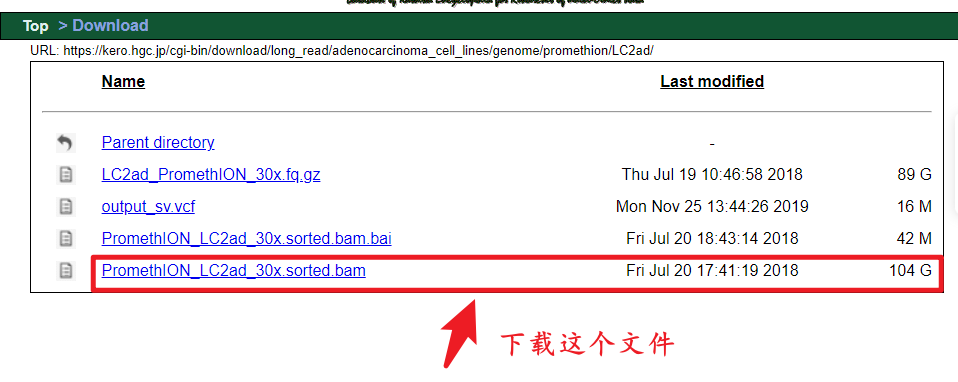 Top > Download
URL: https://kero.hgc.jp/cgi-bin/download/long_read/adenocarcinoma_cell_lines/genome/promethion/LC2ad/
Name Last modified
Parent directory -
LC2ad_PromethION_30x.fq.gz Thu Jul 19 10:46:58 2018 89 G
output_sv.vcf Mon Nov 25 13:44:26 2019 16 M
PromethION_LC2ad_30x.sorted.bam.bai Fri Jul 20 18:43:14 2018 42 M
PromethION_LC2ad_30x.sorted.bam Fri Jul 20 17:41:19 2018 104 G
下载这个文件